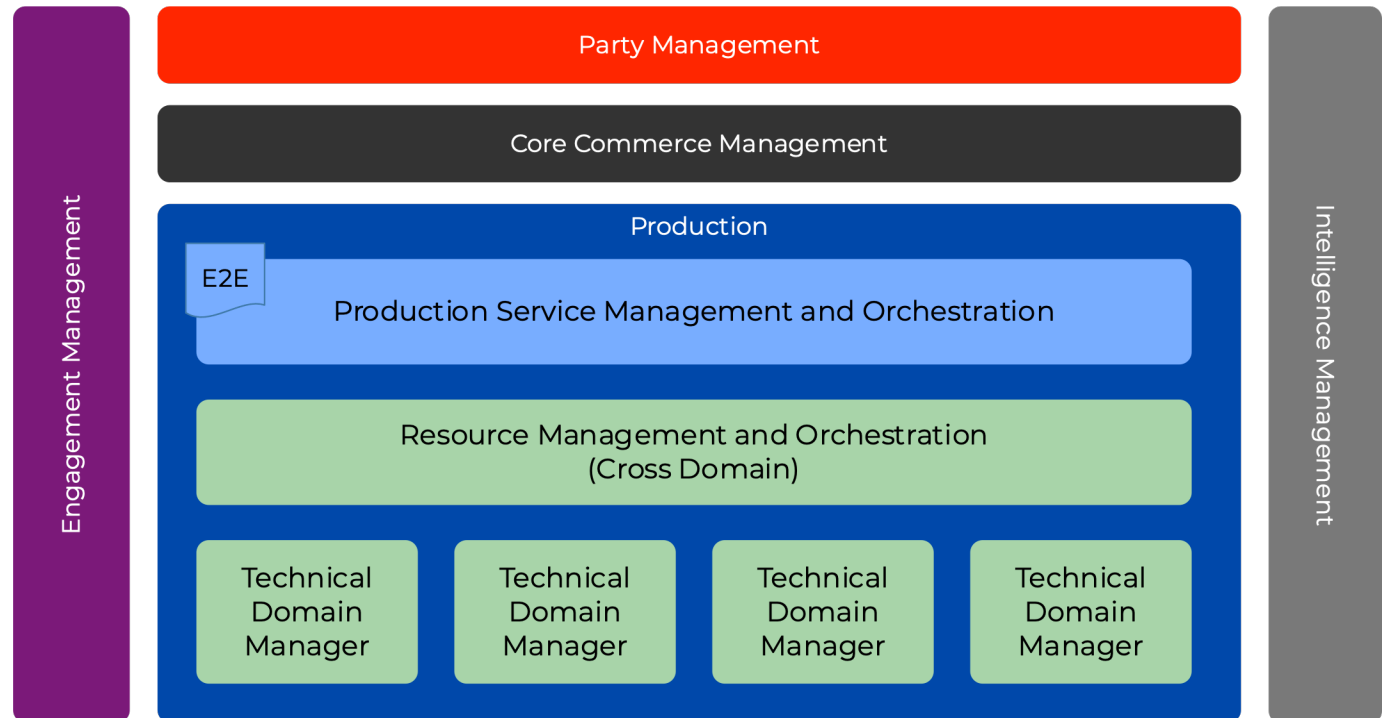 Party Management
Core Commerce Management
Engagement Management
Production
E2E
Production Service Management and Orchestration
Resource Management and Orchestration
(Cross Domain)
Technical
Domain
Manager
Technical
Domain
Manager
Technical
Domain
Manager
Technical
Domain
Manager
Intelligence Management